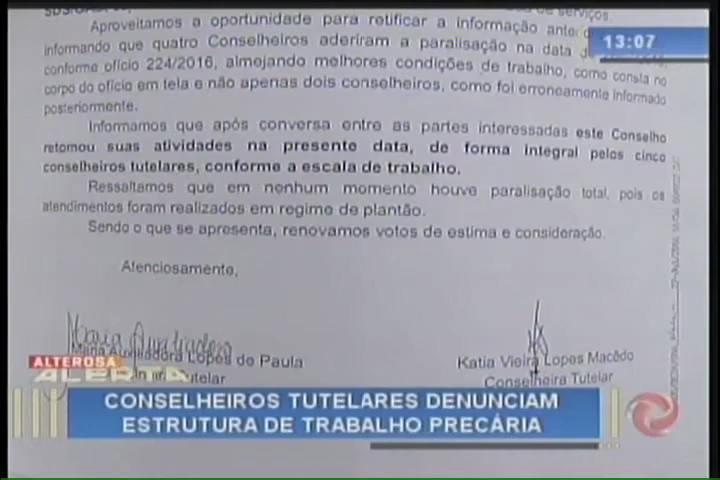 de serviços.
Aproveitamos a oportunidade para retificar a informação
informando que quatro Conselheiros aderiram a paralisação na data
conforme ofício 224/2016, almejando melhores condições de trabalho, como consta no
corpo do ofício em tela e não apenas dois conselheiros, como foi erroneamente informado
posteriormente.
Informamos que após conversa entre as partes interessadas este Conselho
retomou suas atividades na presente data, de forma integral pelos cinco
conselheiros tutelares, conforme a escala de trabalho.
Ressaltamos que em nenhum momento houve paralisação total, pois os
atendimentos foram realizados em regime de plantão.
Sendo o que se apresenta, renovamos votos de estima e consideração.
Atenciosamente,
Maria Auxiliadora Lopes de Paula
Tutelar
Katia Vieira Lopes Macêdo
Conselheira Tutelar
13:07
ALTEROSA
ALERTA
CONSELHEIROS TUTELARES DENUNCIAM
ESTRUTURA DE TRABALHO PRECÁRIA